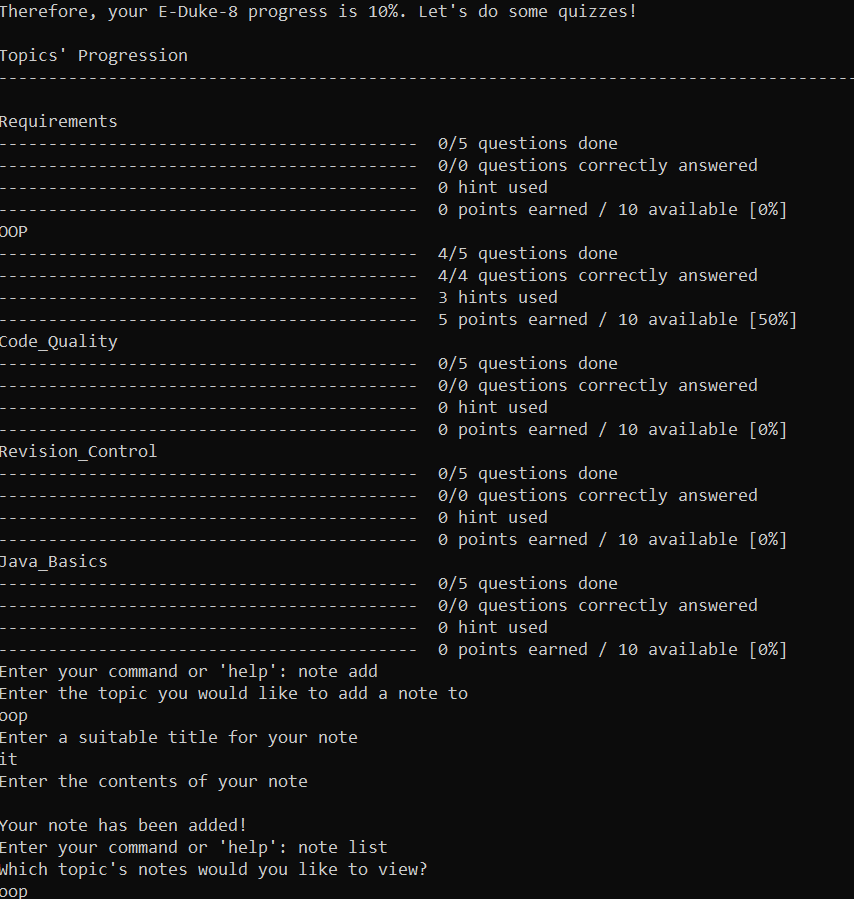 Therefore, your E-Duke-8 progress is 10%. Let's do some quizzes!
Topics' Progression
--------------------------------------------------------------------------------------
Requirements
------------------------------------------ 0/5 questions done
------------------------------------------ 0/0 questions correctly answered
------------------------------------------ 0 hint used
------------------------------------------ 0 points earned / 10 available [0%]
OOP
------------------------------------------ 4/5 questions done
------------------------------------------ 4/4 questions correctly answered
------------------------------------------ 3 hints used
------------------------------------------ 5 points earned / 10 available [50%]
Code_Quality
------------------------------------------ 0/5 questions done
------------------------------------------ 0/0 questions correctly answered
------------------------------------------ 0 hint used
------------------------------------------ 0 points earned / 10 available [0%]
Revision_Control
------------------------------------------ 0/5 questions done
------------------------------------------ 0/0 questions correctly answered
------------------------------------------ 0 hint used
------------------------------------------ 0 points earned / 10 available [0%]
Java_Basics
------------------------------------------ 0/5 questions done
------------------------------------------ 0/0 questions correctly answered
------------------------------------------ 0 hint used
------------------------------------------ 0 points earned / 10 available [0%]
Enter your command or 'help': note add
Enter the topic you would like to add a note to
oop
Enter a suitable title for your note
it
Enter the contents of your note
Your note has been added!
Enter your command or 'help': note list
Which topic's notes would you like to view?
oop